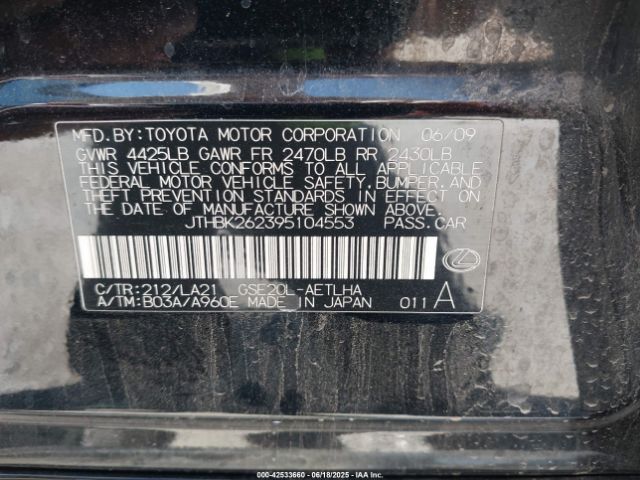 MFD. BY: TOYOTA MOTOR CORPORATION 06/09
GVWR 4425LB GAWR FR 2470LB RR 2430LB
THIS VEHICLE CONFORMS TO ALL APPLICABLE
FEDERAL MOTOR VEHICLE SAFETY, BUMPER, AND
THEFT PREVENTION STANDARDS IN EFFECT ON
THE DATE OF MANUFACTURE SHOWN ABOVE.
JTHBK262395104553 PASS. CAR
C/TR: 212/LA21 GSE20L-AETLHA
A/TM: B03A/A960E MADE IN JAPAN 011 A
000-42533660 - 06/18/2025 - IAA COM